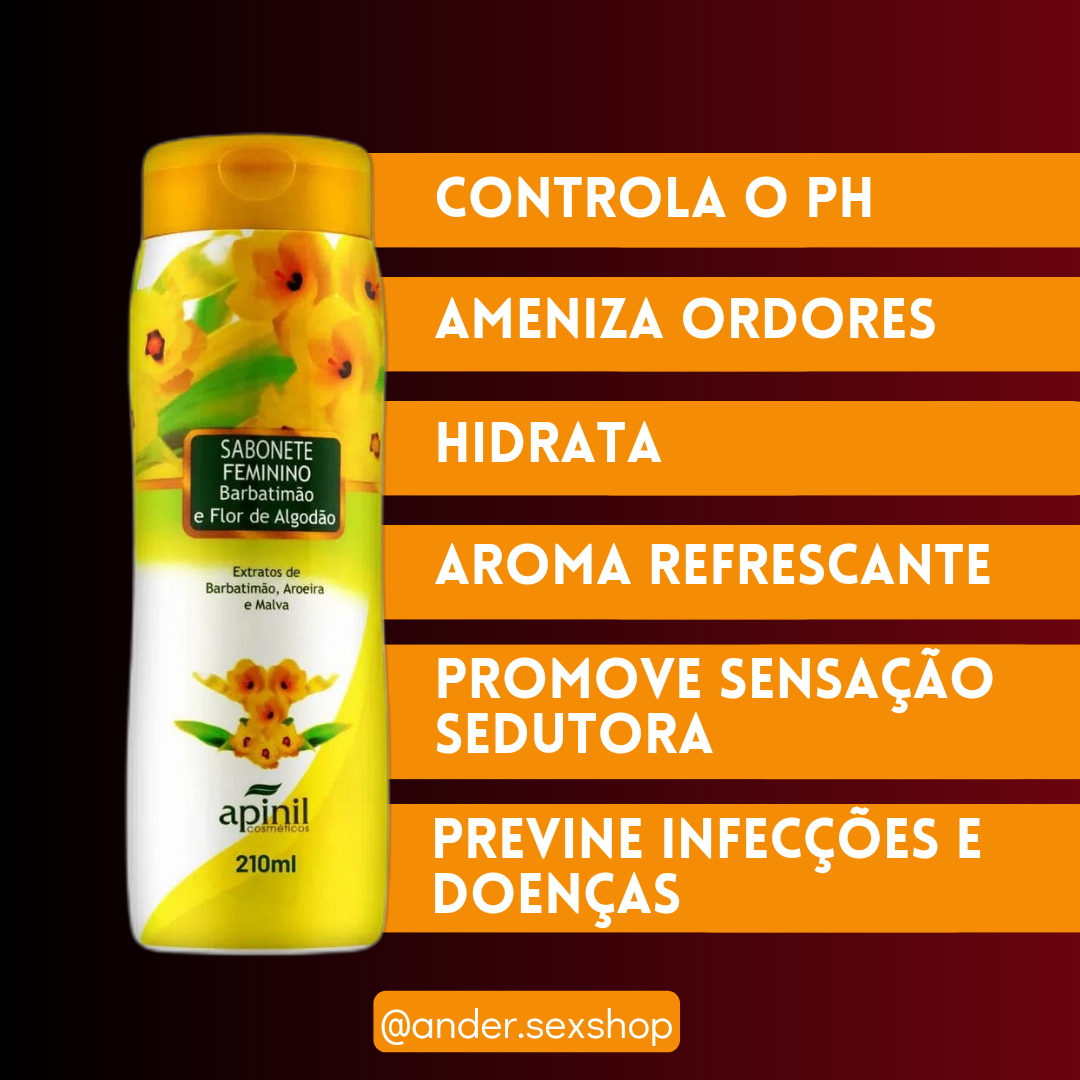 CONTROLA O PH
AMENIZA ORDORES
HIDRATA
AROMA REFRESCANTE
PROMOVE SENSAÇÃO
SEDUTORA
PREVINE INFECÇÕES E
DOENÇAS
SABONETE
FEMININO
Barbatimão
e Flor de Algodão
Extratos de
Barbatimão, Aroeira
e Malva
apinil
cosméticos
210ml
@ander.sexshop